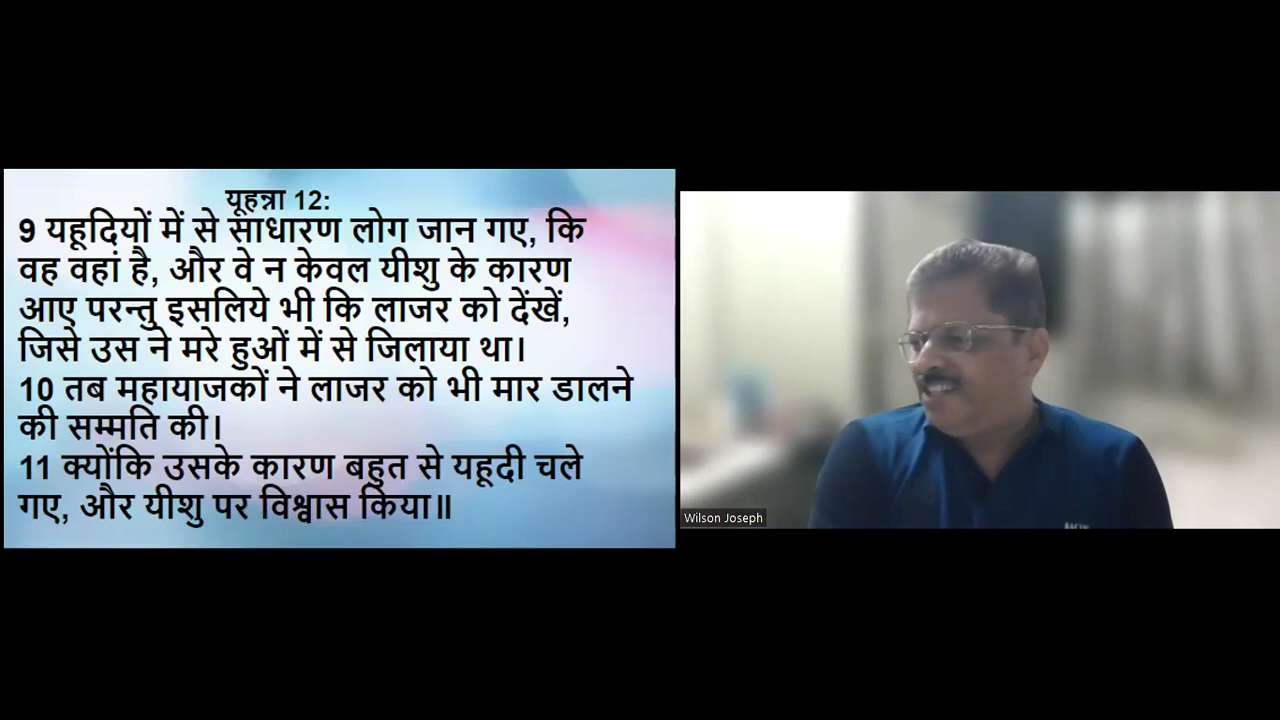 यूहन्ना 12:
9 यहूदियों में से साधारण लोग जान गए, कि
वह वहां है, और वे न केवल यीशु के कारण
आए परन्तु इसलिये भी कि लाजर को देंखें,
जिसे उस ने मरे हुओं में से जिलाया था।
10 तब महायाजकों ने लाजर को भी मार डालने
की सम्मति की।
11 क्योंकि उसके कारण बहुत से यहूदी चले
गए, और यीशु पर विश्वास किया॥
Wilson Joseph